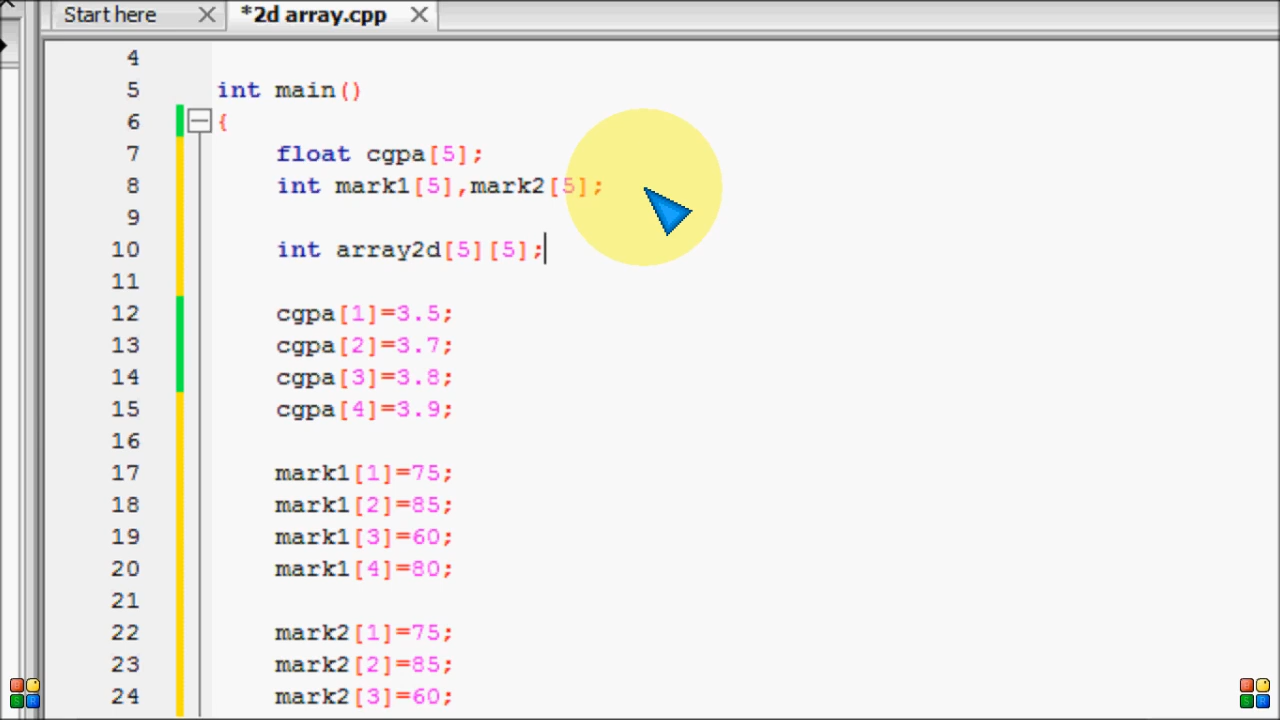 Start here *2d array.cpp
4
5 int main()
6 {
7 float cgpa[5];
8 int mark1[5],mark2[5];
9
10 int array2d[5][5];
11
12 cgpa[1]=3.5;
13 cgpa[2]=3.7;
14 cgpa[3]=3.8;
15 cgpa[4]=3.9;
16
17 mark1[1]=75;
18 mark1[2]=85;
19 mark1[3]=60;
20 mark1[4]=80;
21
22 mark2[1]=75;
23 mark2[2]=85;
24 mark2[3]=60;